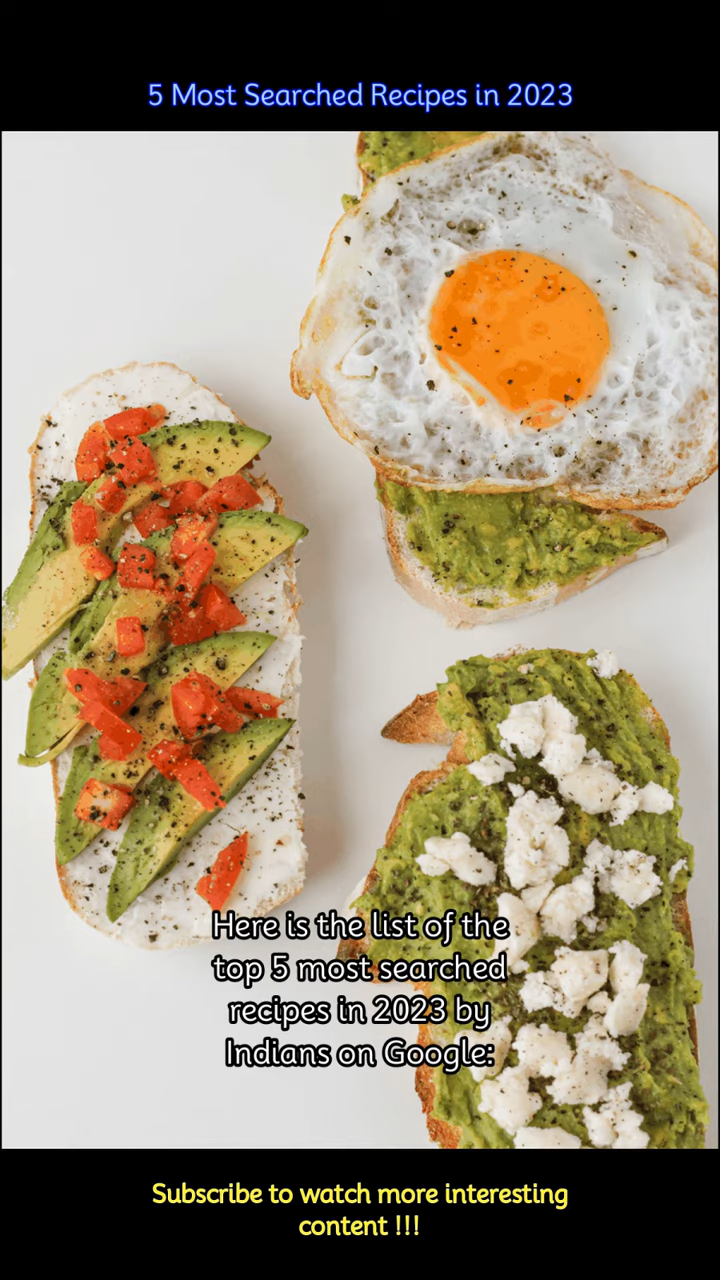 5 Most Searched Recipes in 2023
Here is the list of the
top 5 most searched
recipes in 2023 by
Indians on Google:
Subscribe to watch more interesting
content !!!